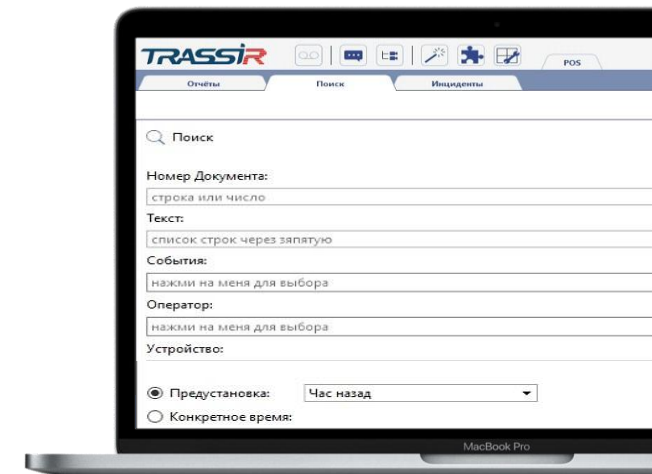 TRASSIR
POS
Отчёты Поиск Инциденты
Поиск
Номер Документа:
строка или число
Текст:
список строк через зяпятую
События:
нажми на меня для выбора
Оператор:
нажми на меня для выбора
Устройство:
Предустановка: Час назад
Конкретное время:
MacBook Pro